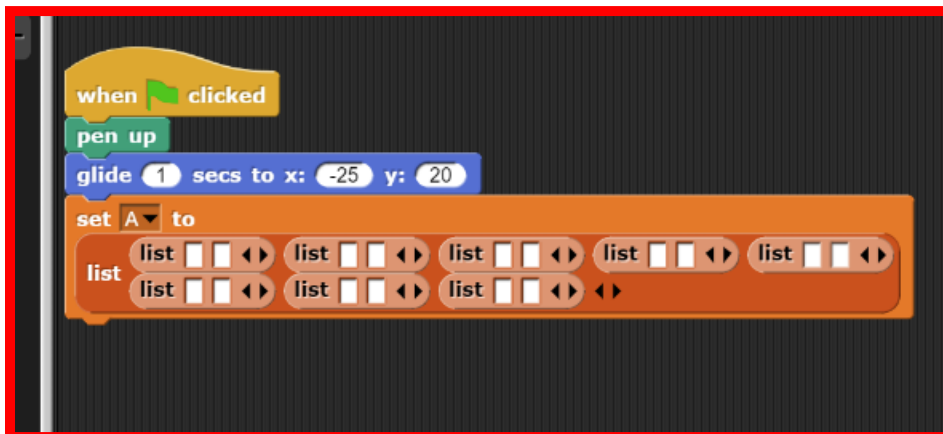 when clicked
pen up
glide 1 secs to x: -25 y: 20
set A to
list list list list list list
list list list